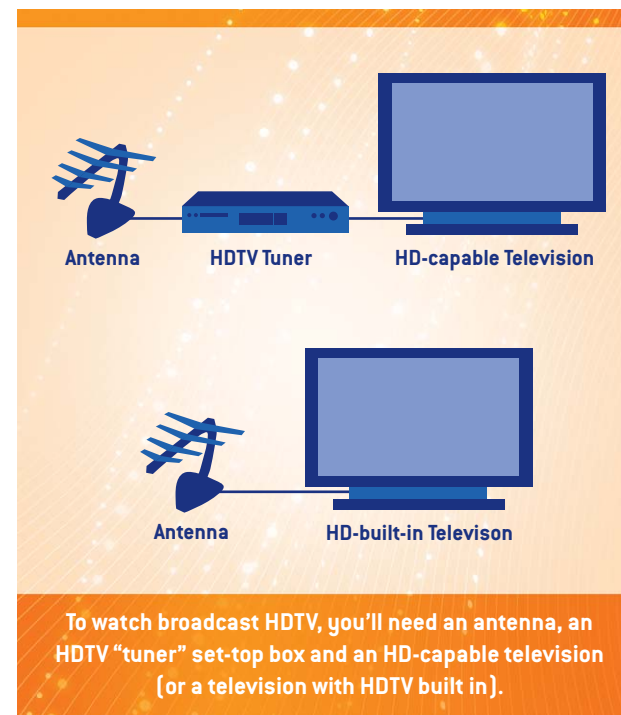 Antenna HDTV Tuner HD-capable Television
Antenna HD-built-in Televison
To watch broadcast HDTV, you'll need an antenna, an
HDTV “tuner” set-top box and an HD-capable television
(or a television with HDTV built in).